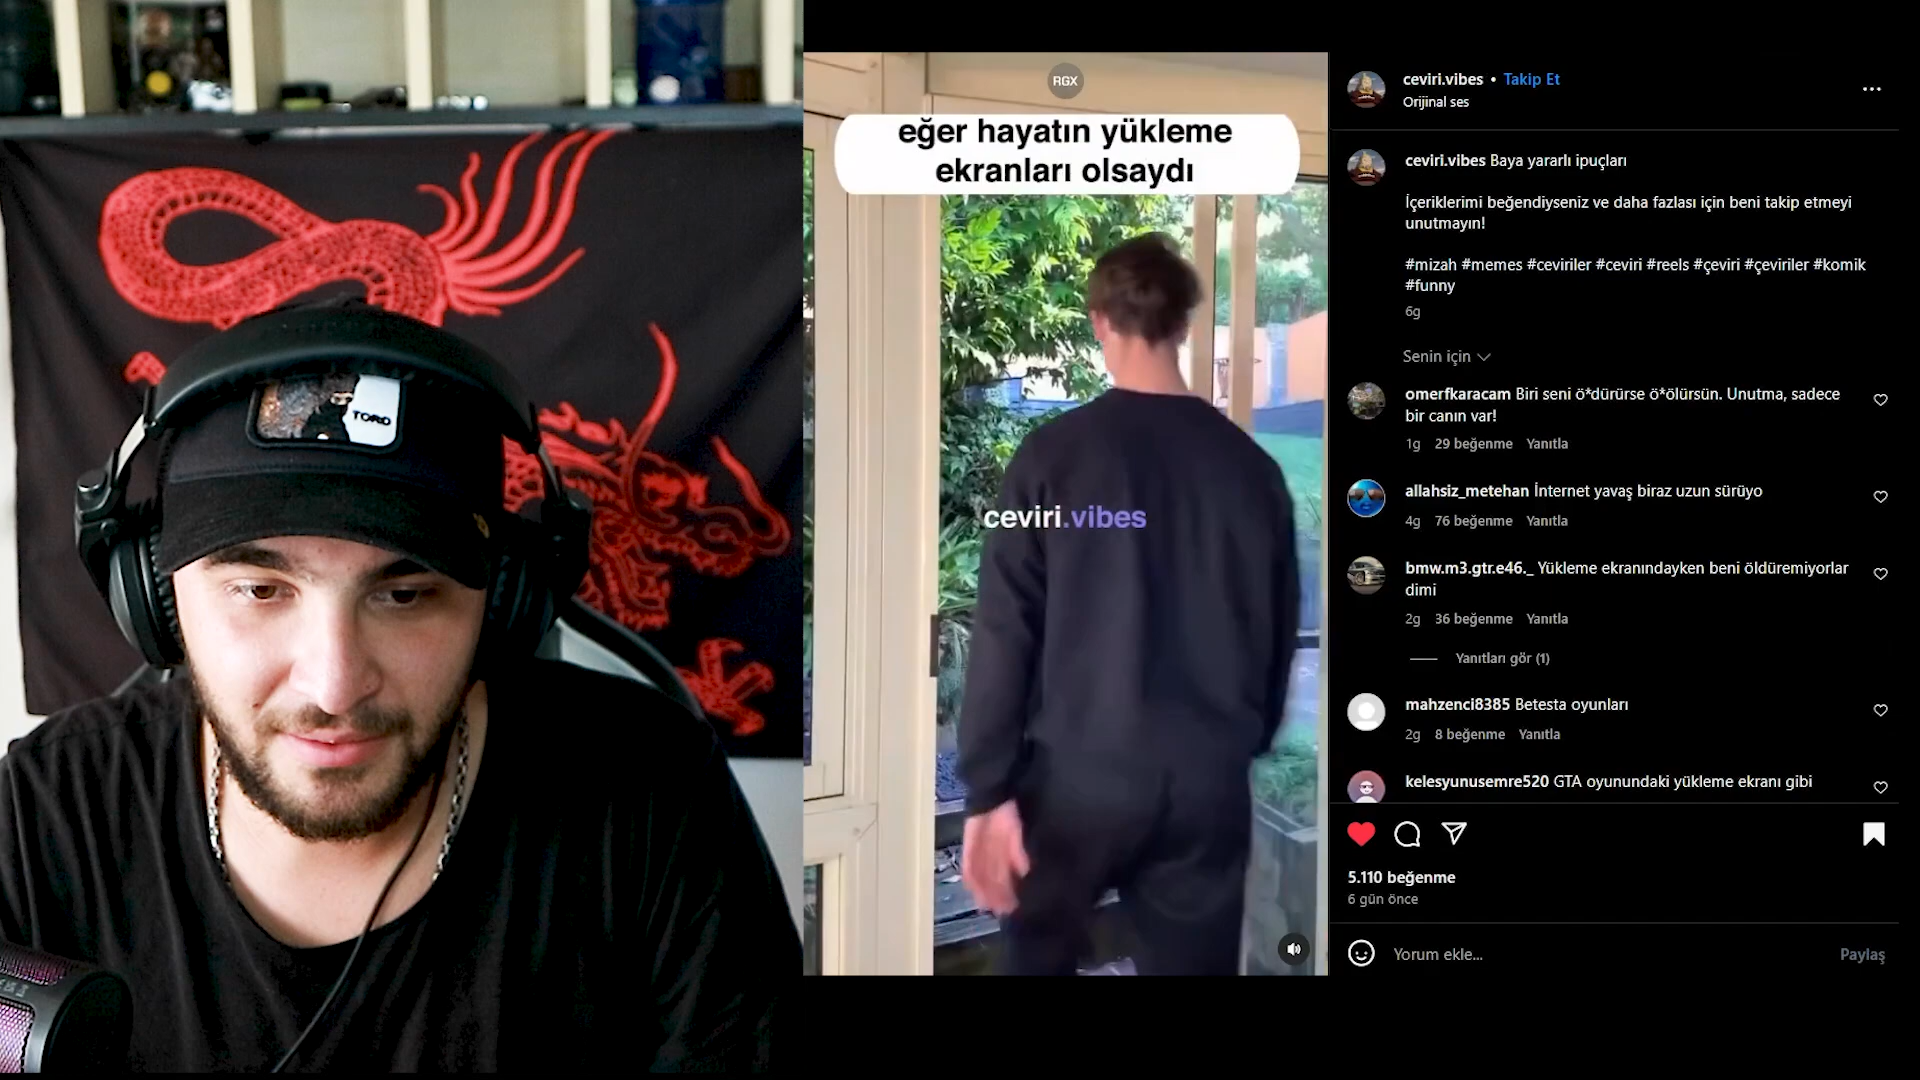 TORO
RGX
eğer hayatın yükleme
ekranları olsaydı
ceviri.vibes
ceviri.vibes • Takip Et
Orijinal ses
ceviri.vibes Baya yararlı ipuçları
İçeriklerimi beğendiyseniz ve daha fazlası için beni takip etmeyi
unutmayın!
#mizah #memes #ceviriler #ceviri #reels #çeviri #çeviriler #komik
#funny
6g
Senin için
omerfkaracam Biri seni ö*dürürse ö*ölürsün. Unutma, sadece
bir canın var!
1g 29 beğenme Yanıtla
allahsiz_metehan İnternet yavaş biraz uzun sürüyo
4g 76 beğenme Yanıtla
bmw.m3.gtr.e46._ Yükleme ekranındayken beni öldüremiyorlar
dimi
2g 36 beğenme Yanıtla
Yanıtları gör (1)
mahzenci8385 Betesta oyunları
2g 8 beğenme Yanıtla
kelesyunusemre520 GTA oyunundaki yükleme ekranı gibi
5.110 beğenme
6 gün önce
Yorum ekle...
Paylaş